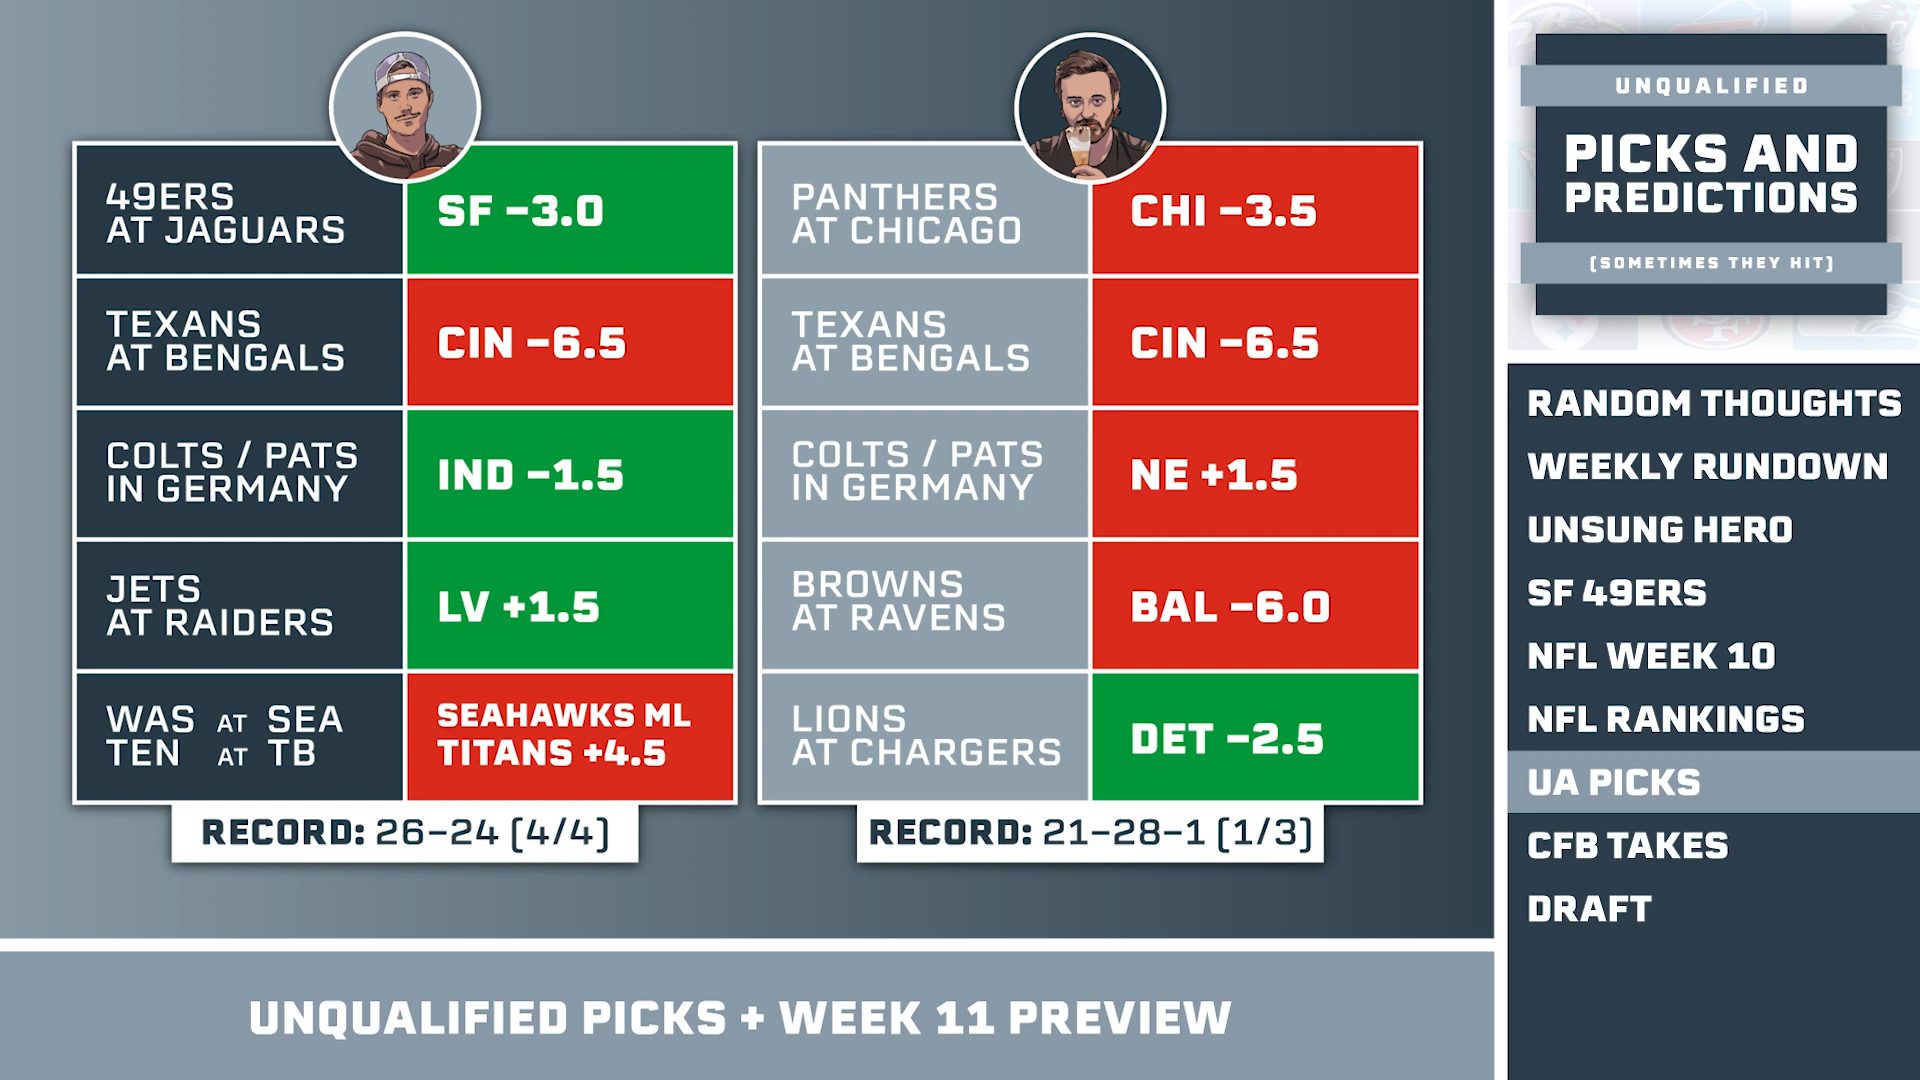 49ERS
AT JAGUARS
SF −3.0
TEXANS
AT BENGALS
CIN −6.5
COLTS / PATS
IN GERMANY
IND −1.5
JETS
AT RAIDERS
LV +1.5
WAS AT SEA
TEN AT TB
SEAHAWKS ML
TITANS +4.5
RECORD: 26–24 [4/4]
PANTHERS
AT CHICAGO
CHI −3.5
TEXANS
AT BENGALS
CIN −6.5
COLTS / PATS
IN GERMANY
NE +1.5
BROWNS
AT RAVENS
BAL −6.0
LIONS
AT CHARGERS
DET −2.5
RECORD: 21–28–1 [1/3]
UNQUALIFIED PICKS + WEEK 11 PREVIEW
UNQUALIFIED
PICKS AND
PREDICTIONS
[SOMETIMES THEY HIT]
RANDOM THOUGHTS
WEEKLY RUNDOWN
UNSUNG HERO
SF 49ERS
NFL WEEK 10
NFL RANKINGS
UA PICKS
CFB TAKES
DRAFT